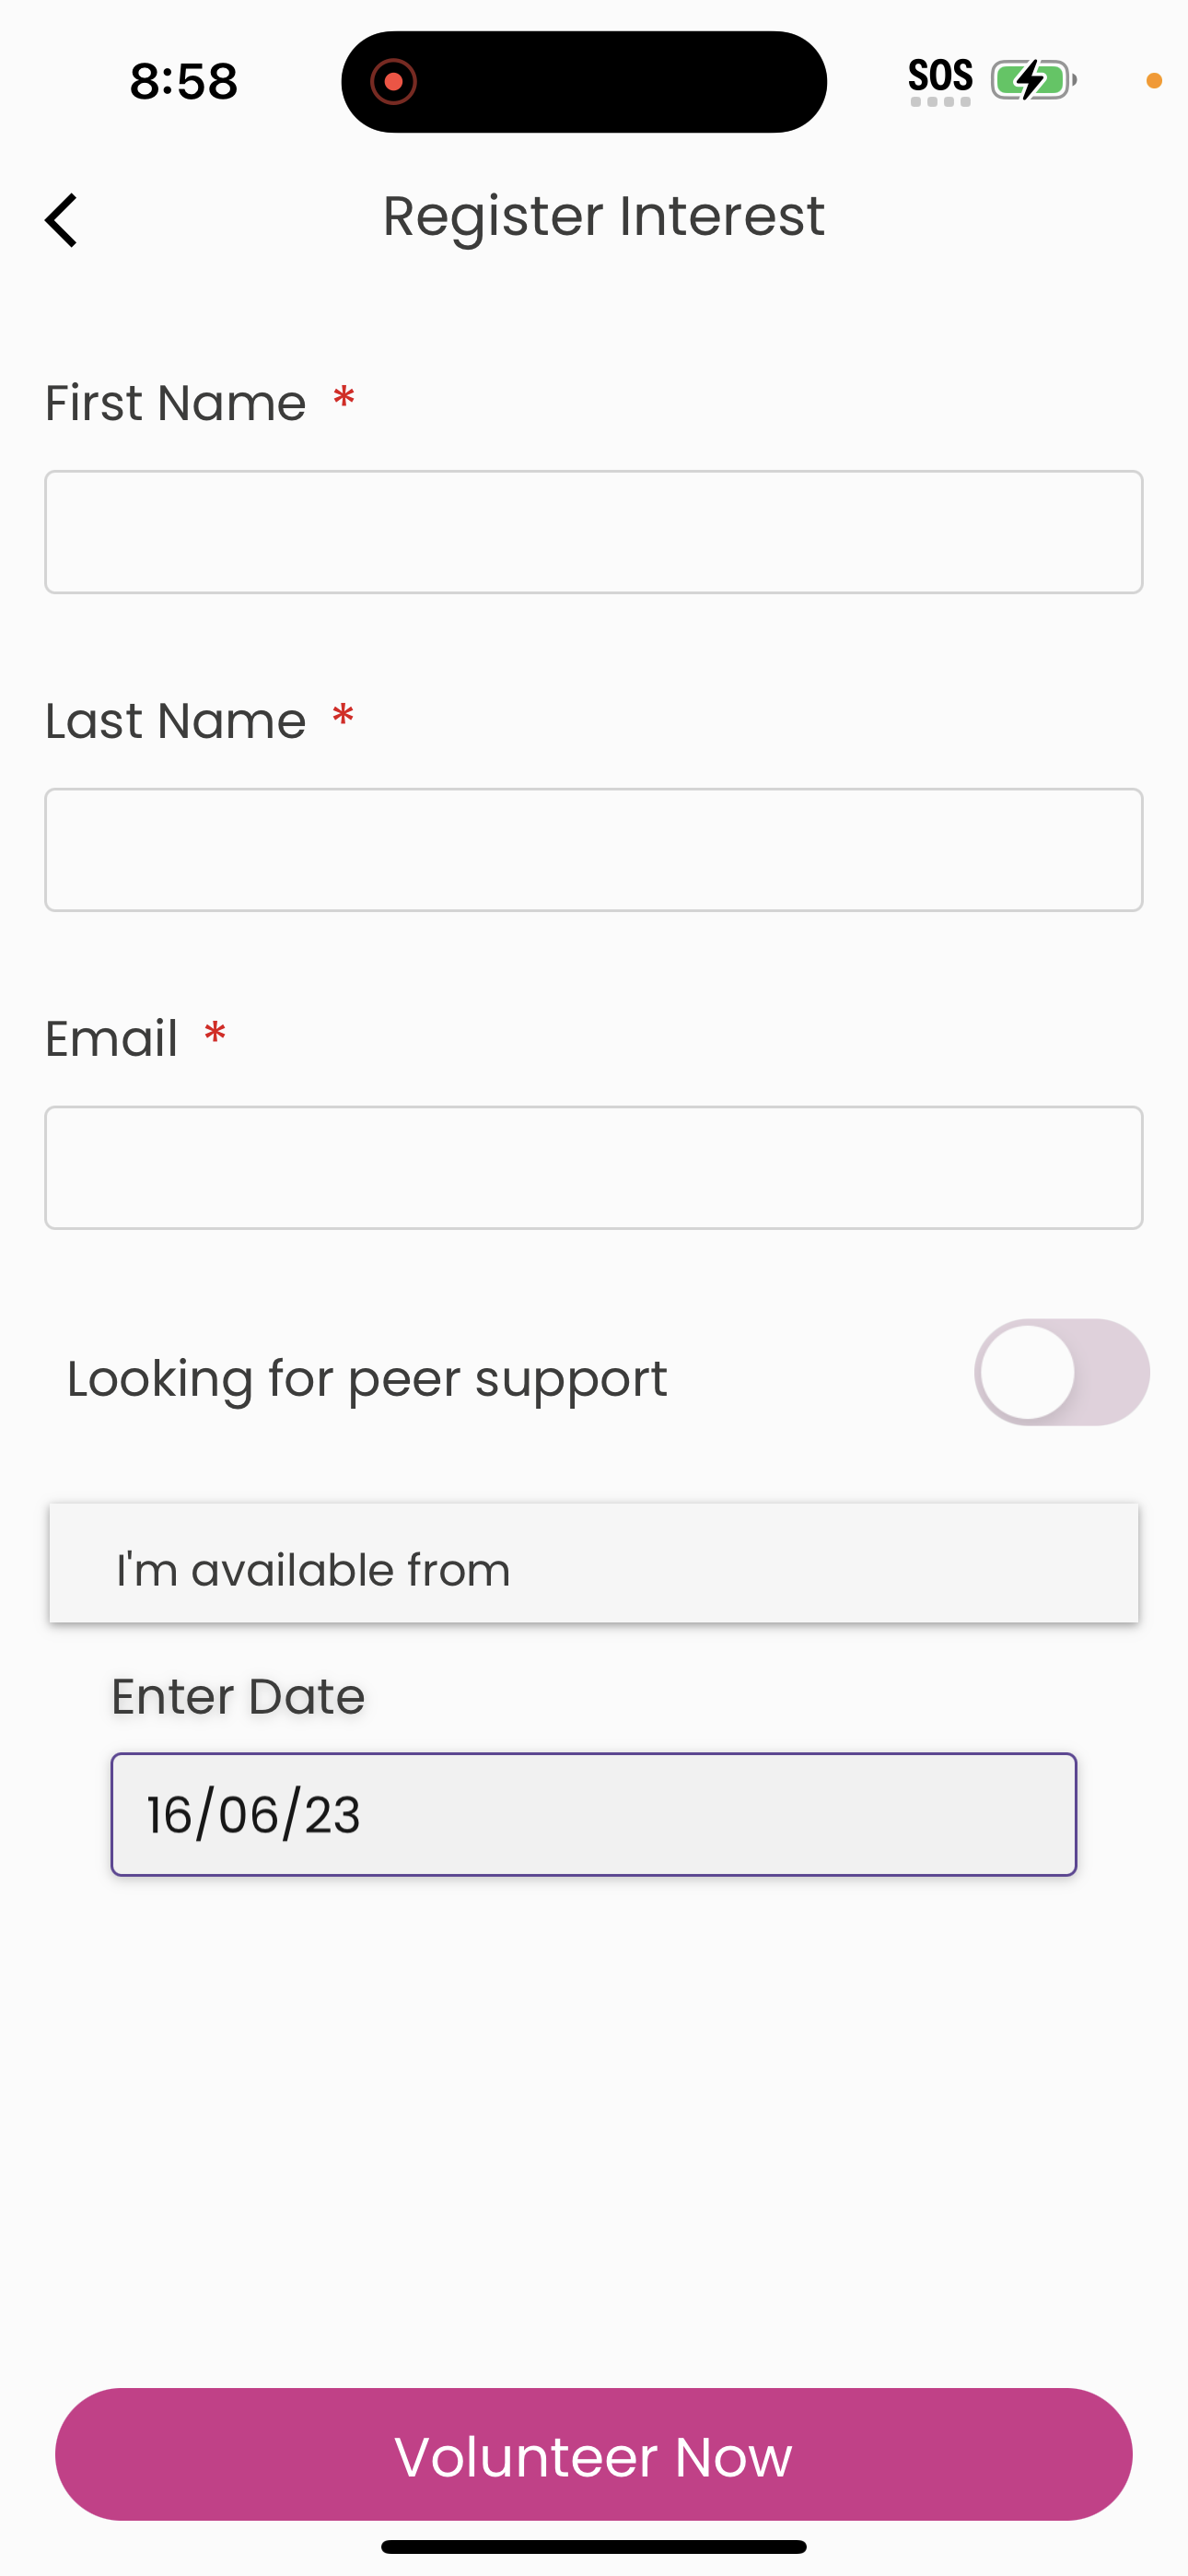 8:58
SOS
Register Interest
First Name *
Last Name *
Email *
Looking for peer support
I'm available from
Enter Date
16/06/23
Volunteer Now